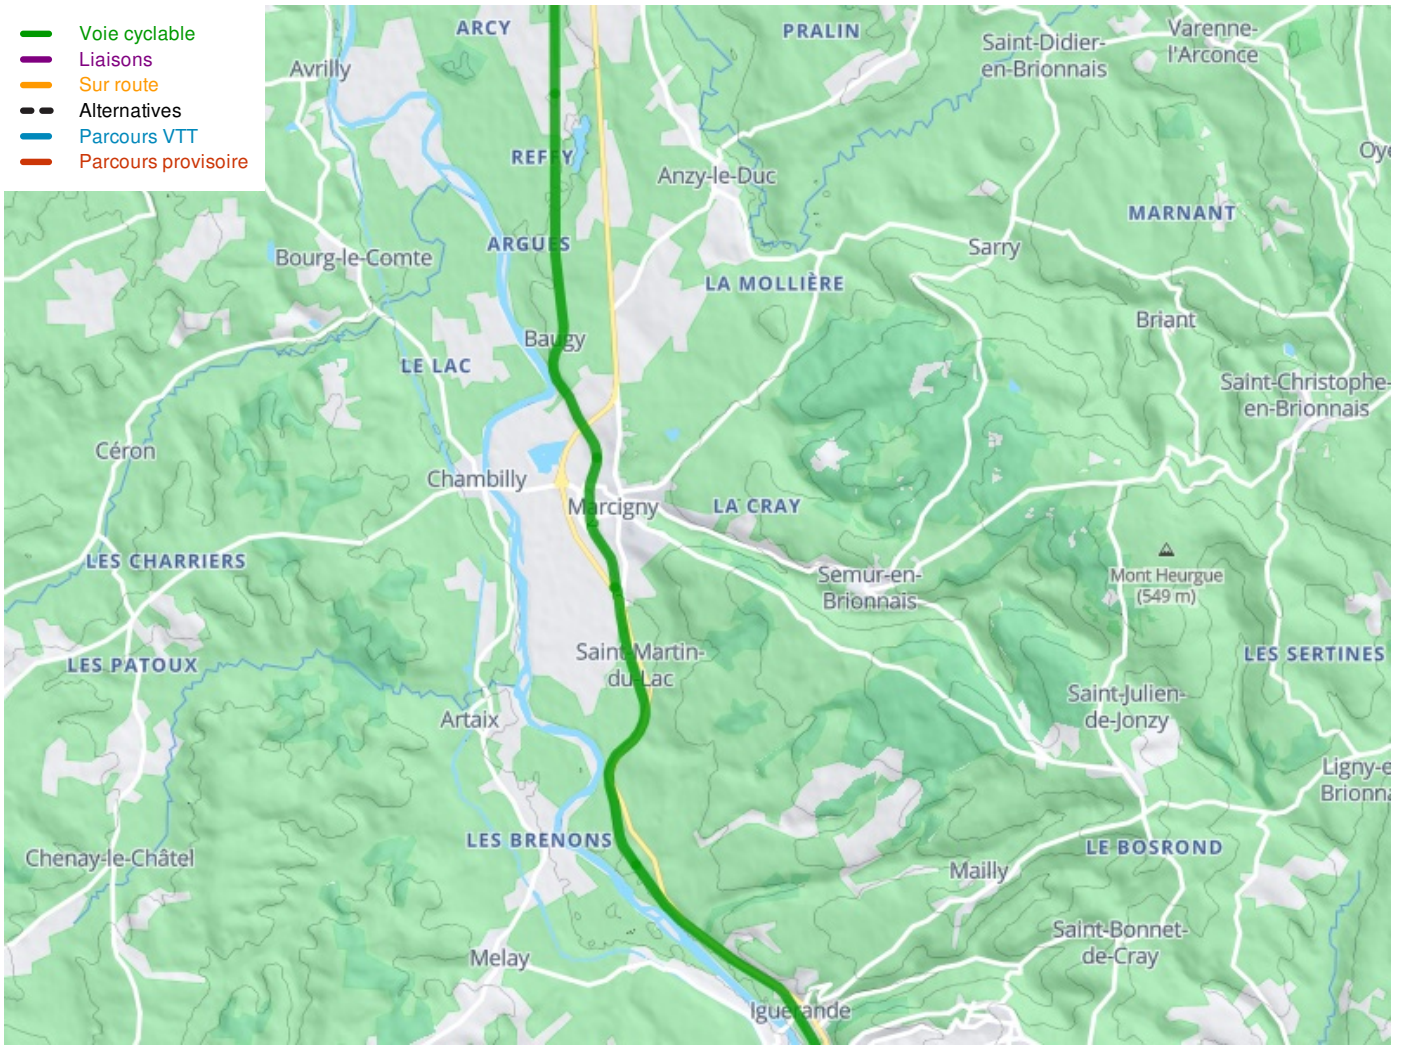 Voie cyclable
Liaisons
Sur route
Alternatives
Parcours VTT
Parcours provisoire
ARCY
PRALIN
Varenne-
l'Arconce
Saint-Didier-
en-Brionnais
Avrilly
REFFY
Oye
Anzy-le-Duc
MARNANT
ARGUES
Sarry
Bourg-le-Comte
LA MOLLIÈRE
Briant
Baugy
LE LAC
Saint-Christophe-
en-Brionnais
Céron
Chambilly
Marcigny
LA CRAY
LES CHARRIERS
Mont Heurgue
(549 m)
Semur-en-
Brionnais
Saint-Martin-
du-Lac
LES SERTINES
LES PATOUX
Saint-Julien-
de-Jonzy
Artaix
Ligny-e
Brionna
LES BRENONS
LE BOSROND
Chenay-le-Châtel
Mailly
Saint-Bonnet-
de-Cray
Melay
Iguerande